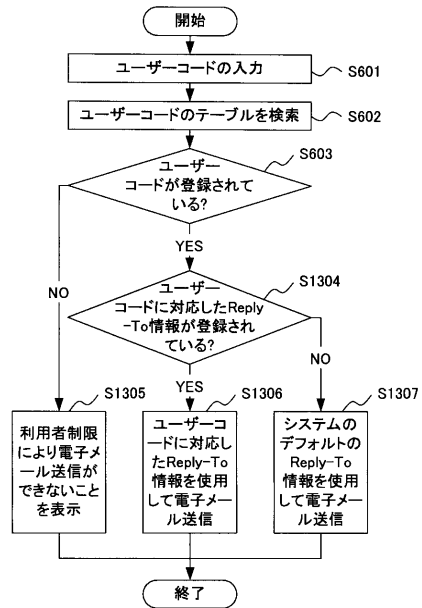 開始
ユーザーコードの入力
S601
ユーザーコードのテーブルを検索
S602
S603
ユーザー
コードが登録されて
いる?
YES
NO
S1304
ユーザー
コードに対応したReply
-To情報が登録され
ている?
NO
YES
S1305
利用者制限
により電子メ
ール送信が
できないこと
を表示
S1306
ユーザーコ
ードに対応し
たReply-To
情報を使用
して電子メー
ル送信
S1307
システムの
デフォルトの
Reply-To情
報を使用し
て電子メー
ル送信
終了